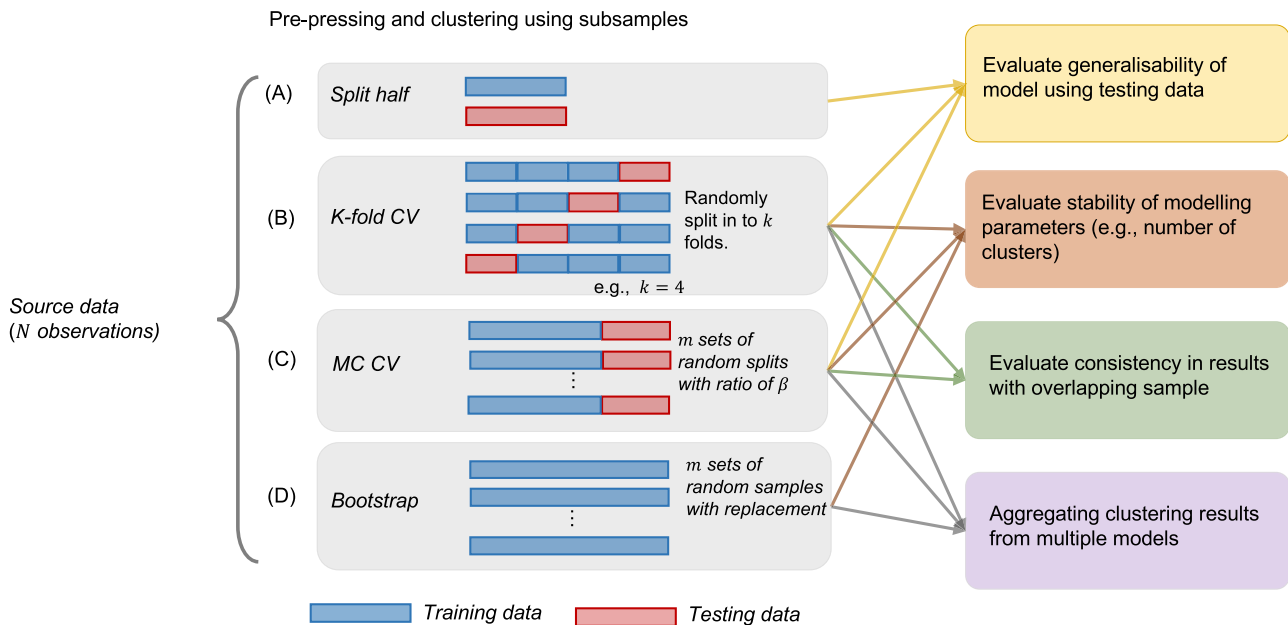 Pre-pressing and clustering using subsamples
Source data
(N observations)
(A)
Split half
(B)
K-fold CV
Randomly
split in to k
folds.
e.g., k = 4
(C)
MC CV
⋮
m sets of
random splits
with ratio of β
(D)
Bootstrap
⋮
m sets of
random samples
with replacement
Evaluate generalisability of
model using testing data
Evaluate stability of modelling
parameters (e.g., number of
clusters)
Evaluate consistency in results
with overlapping sample
Aggregating clustering results
from multiple models
Training data
Testing data